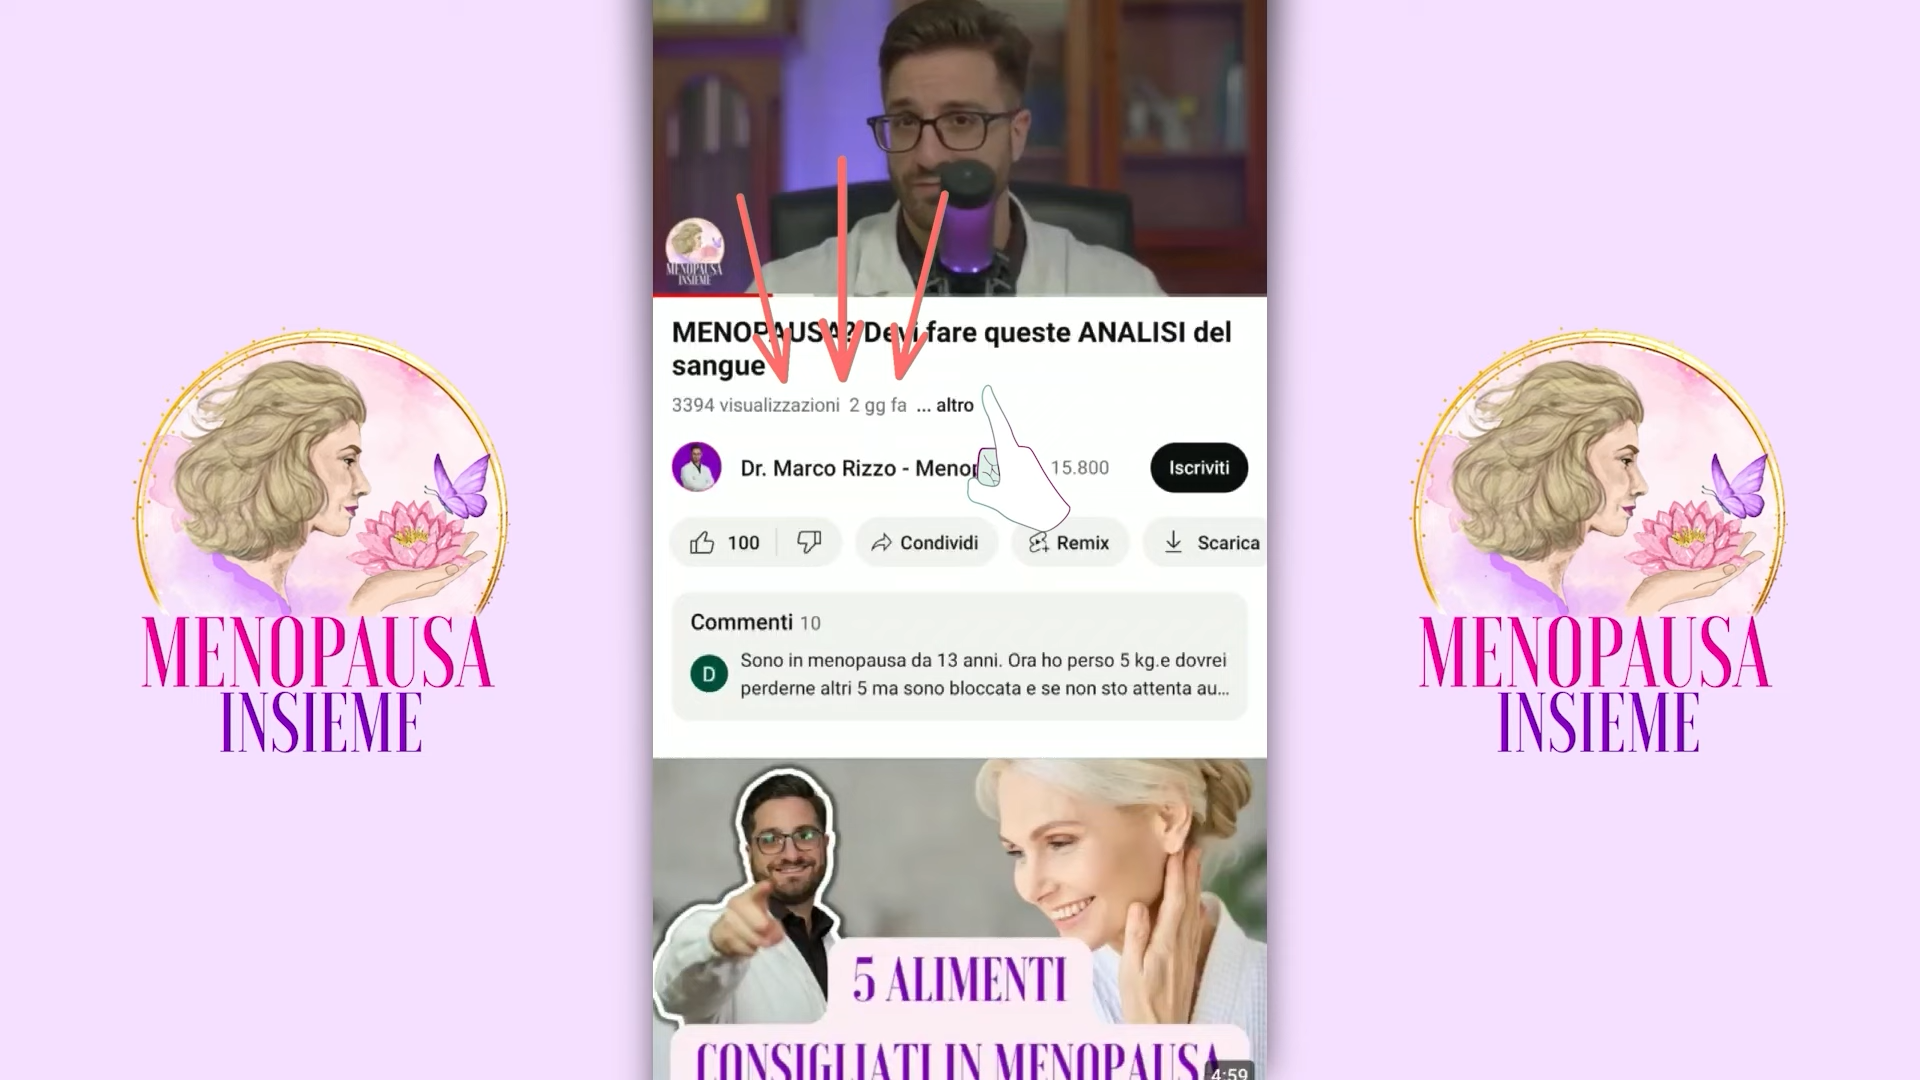 MENOPAUSA
INSIEME
MENOPAUSA
INSIEME
MENOPAUSA? Devi fare queste ANALISI del
sangue
3394 visualizzazioni 2 gg fa ... altro
Dr. Marco Rizzo - Menop 15.800 Iscriviti
100 Condividi Remix Scarica
Commenti 10
D
Sono in menopausa da 13 anni. Ora ho perso 5 kg.e dovrei
perderne altri 5 ma sono bloccata e se non sto attenta au...
5 ALIMENTI
CONSIGLIATI IN MENOPAUSA
4:59
MENOPAUSA
INSIEME